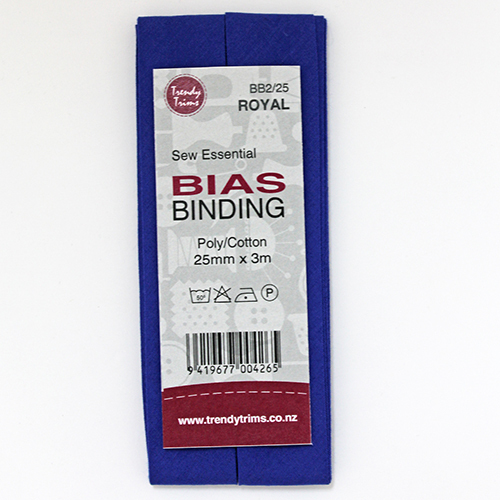 Trendy
Trims
BB2/25
ROYAL
Sew Essential
BIAS
BINDING
Poly/Cotton
25mm x 3m
50° P
9 419677 004265
www.trendytrims.co.nz